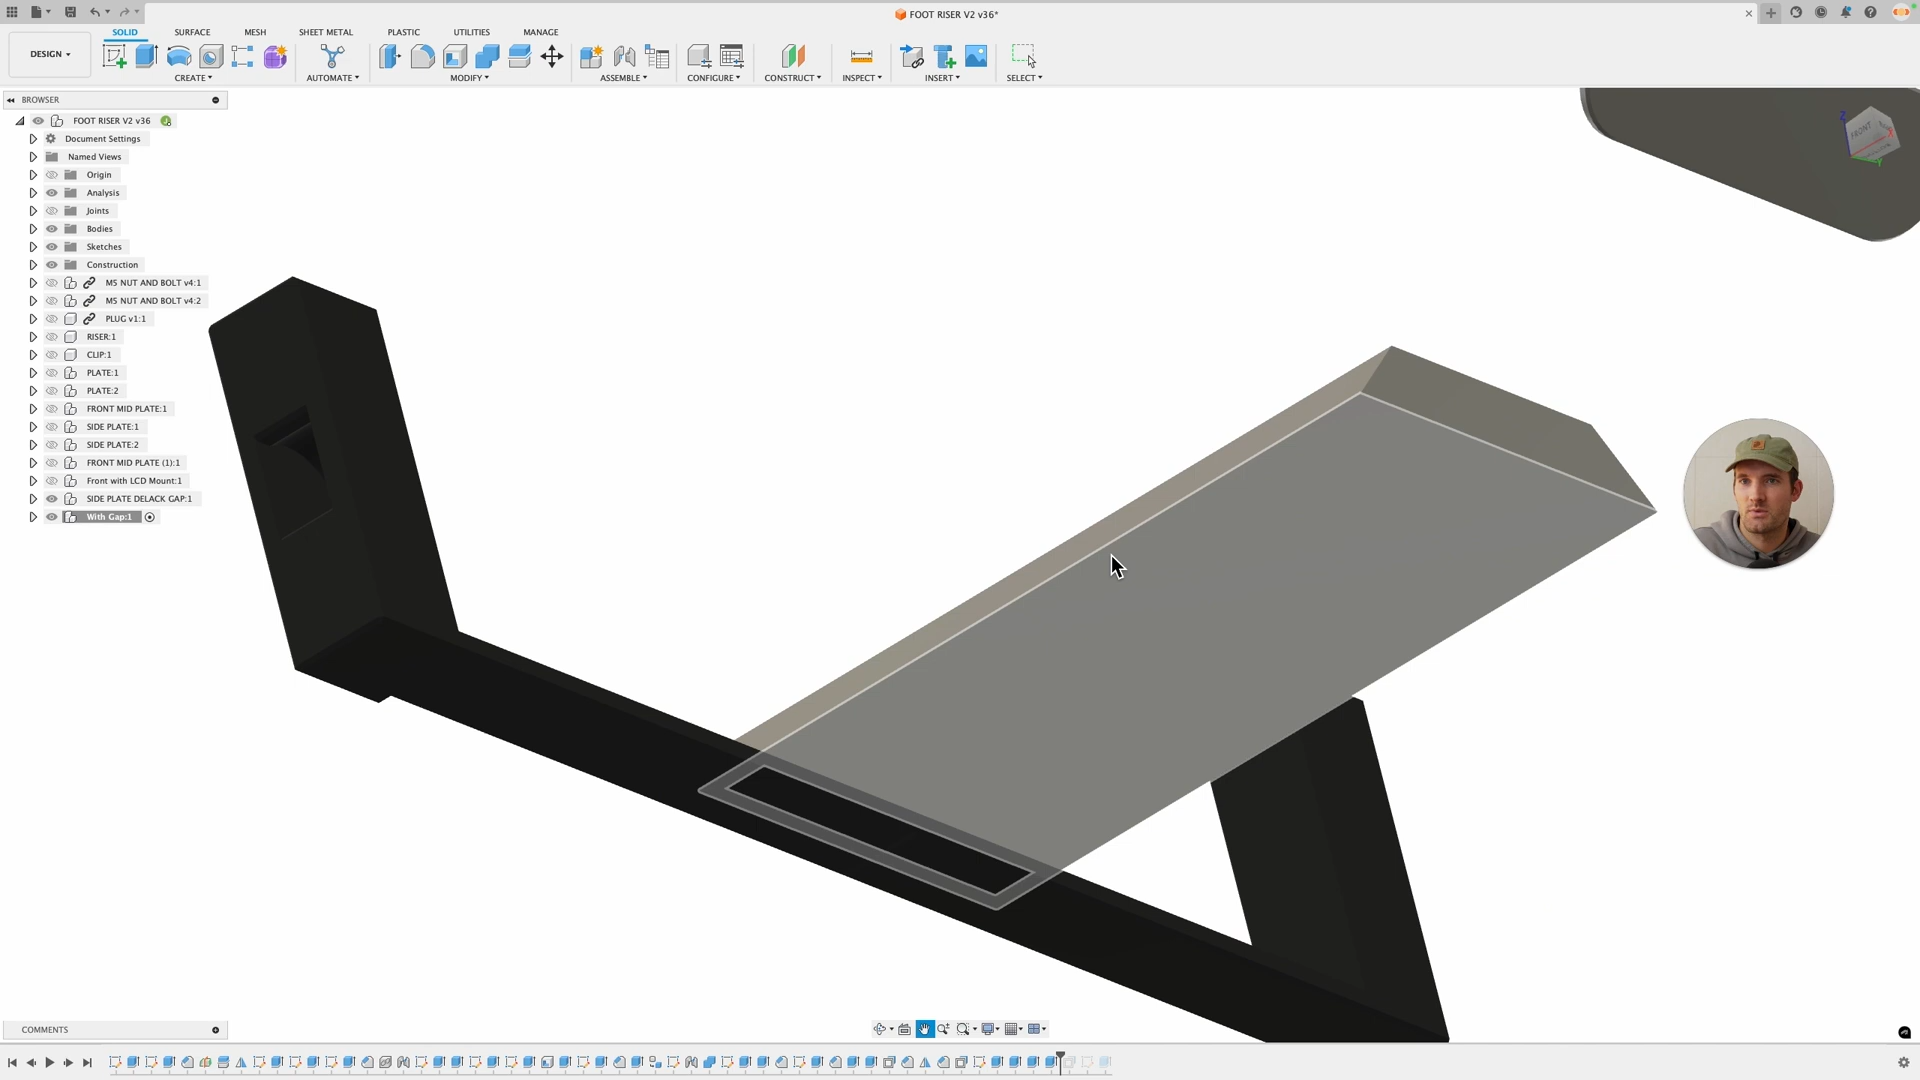 FOOT RISER V2 v36*
SOLID SURFACE MESH SHEET METAL PLASTIC UTILITIES MANAGE
DESIGN
CREATE AUTOMATE MODIFY ASSEMBLE CONFIGURE CONSTRUCT INSPECT INSERT SELECT
BROWSER
FOOT RISER V2 v36
Document Settings
Named Views
Origin
Analysis
Joints
Bodies
Sketches
Construction
M5 NUT AND BOLT v4:1
M5 NUT AND BOLT v4:2
PLUG v1:1
RISER:1
CLIP:1
PLATE:1
PLATE:2
FRONT MID PLATE:1
SIDE PLATE:1
SIDE PLATE:2
FRONT MID PLATE (1):1
Front with LCD Mount:1
SIDE PLATE DELACK GAP:1
With Gap:1
Z
FRONT
X
Y
COMMENTS